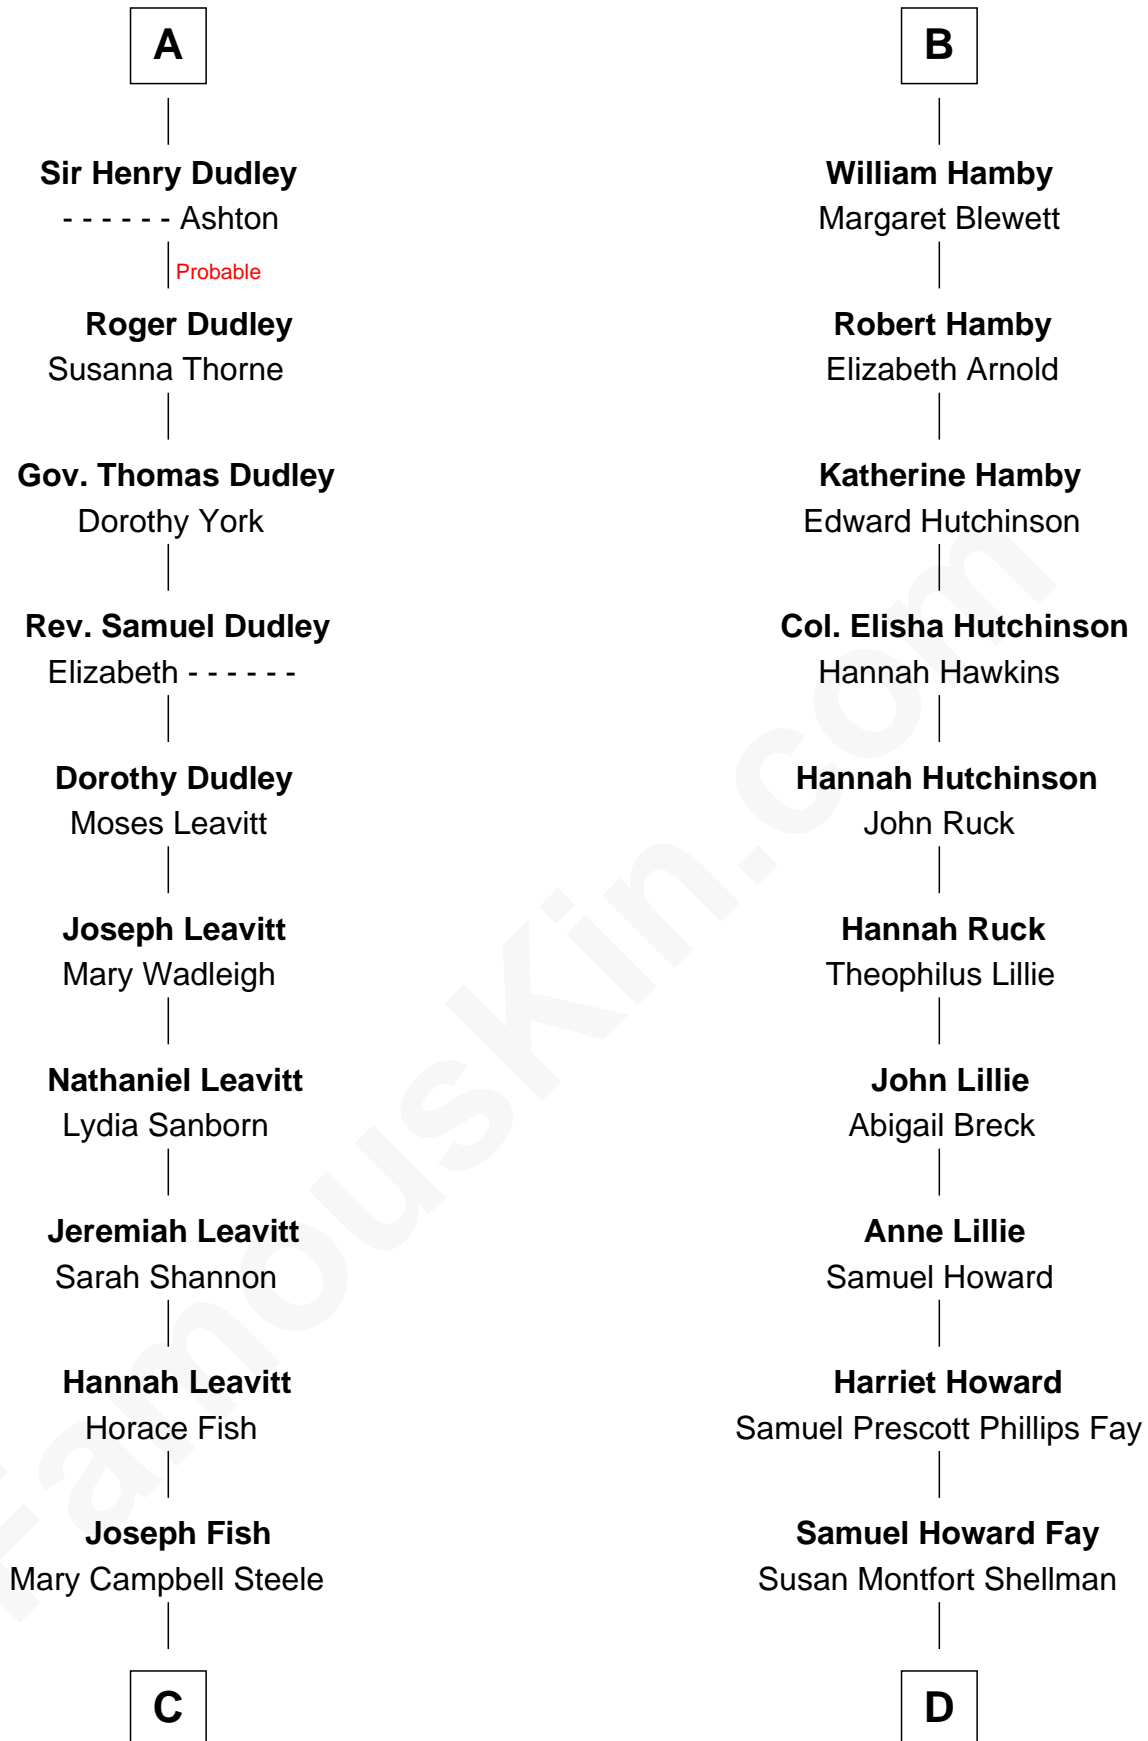 A
Sir Henry Dudley
- - - - - - Ashton
Probable
Roger Dudley
Susanna Thorne
Gov. Thomas Dudley
Dorothy York
Rev. Samuel Dudley
Elizabeth - - - - - -
Dorothy Dudley
Moses Leavitt
Joseph Leavitt
Mary Wadleigh
Nathaniel Leavitt
Lydia Sanborn
Jeremiah Leavitt
Sarah Shannon
Hannah Leavitt
Horace Fish
Joseph Fish
Mary Campbell Steele
C
B
William Hamby
Margaret Blewett
Robert Hamby
Elizabeth Arnold
Katherine Hamby
Edward Hutchinson
Col. Elisha Hutchinson
Hannah Hawkins
Hannah Hutchinson
John Ruck
Hannah Ruck
Theophilus Lillie
John Lillie
Abigail Breck
Anne Lillie
Samuel Howard
Harriet Howard
Samuel Prescott Phillips Fay
Samuel Howard Fay
Susan Montfort Shellman
D
FamousKin.com